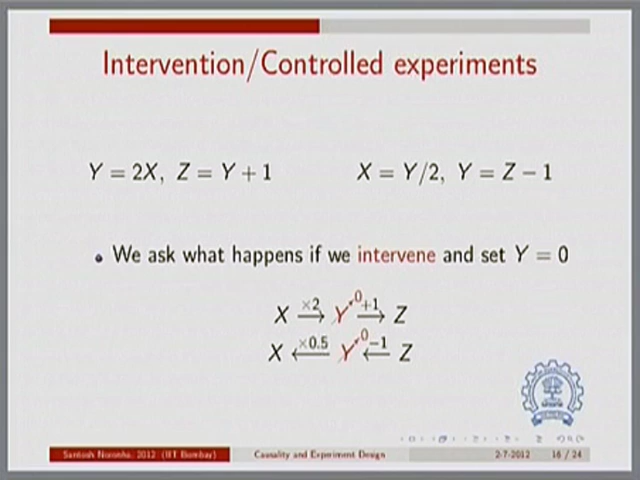 Intervention/Controlled experiments
Y = 2X, Z = Y + 1
X = Y/2, Y = Z − 1
We ask what happens if we intervene and set Y = 0
X ×2→ Y 0 +1→ Z
X ←×0.5 Y 0 ←−1 Z
Santosh Noronha, 2012 (IIT Bombay)
Causality and Experiment Design
2-7-2012
16 / 24